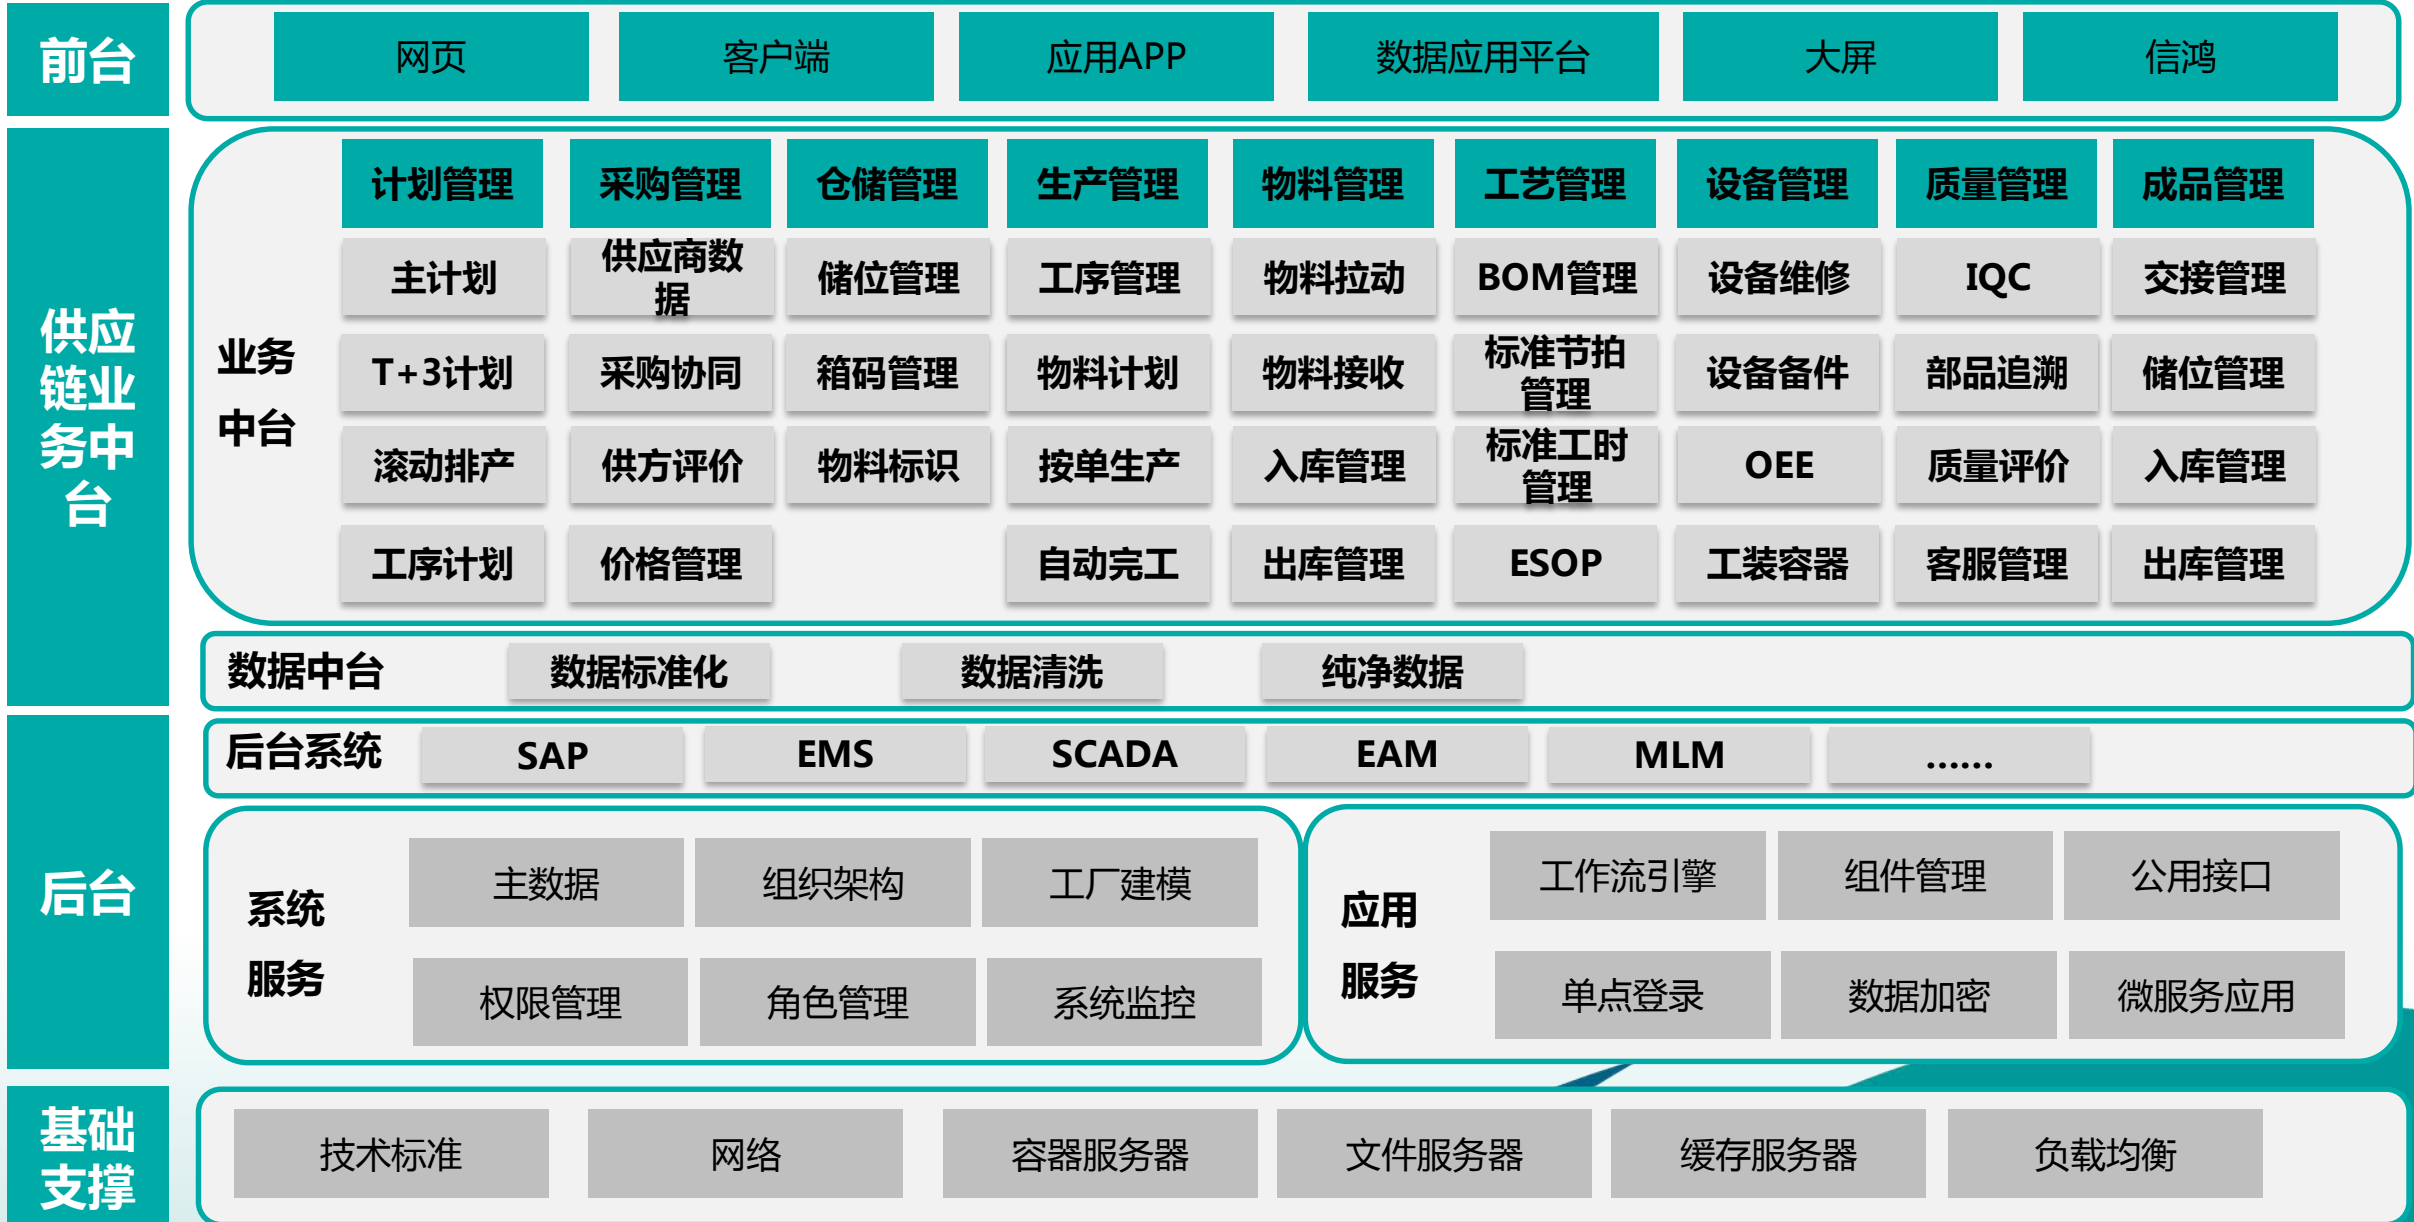 前台
网页
客户端
应用APP
数据应用平台
大屏
信鸿
供应
链业
务中
台
业务
中台
计划管理
采购管理
仓储管理
生产管理
物料管理
工艺管理
设备管理
质量管理
成品管理
主计划
供应商数
据
储位管理
工序管理
物料拉动
BOM管理
设备维修
IQC
交接管理
T+3计划
采购协同
箱码管理
物料计划
物料接收
标准节拍
管理
设备备件
部品追溯
储位管理
滚动排产
供方评价
物料标识
按单生产
入库管理
标准工时
管理
OEE
质量评价
入库管理
工序计划
价格管理
自动完工
出库管理
ESOP
工装容器
客服管理
出库管理
数据中台
数据标准化
数据清洗
纯净数据
后台
后台系统
SAP
EMS
SCADA
EAM
MLM
......
系统
服务
主数据
组织架构
工厂建模
权限管理
角色管理
系统监控
应用
服务
工作流引擎
组件管理
公用接口
单点登录
数据加密
微服务应用
基础
支撑
技术标准
网络
容器服务器
文件服务器
缓存服务器
负载均衡